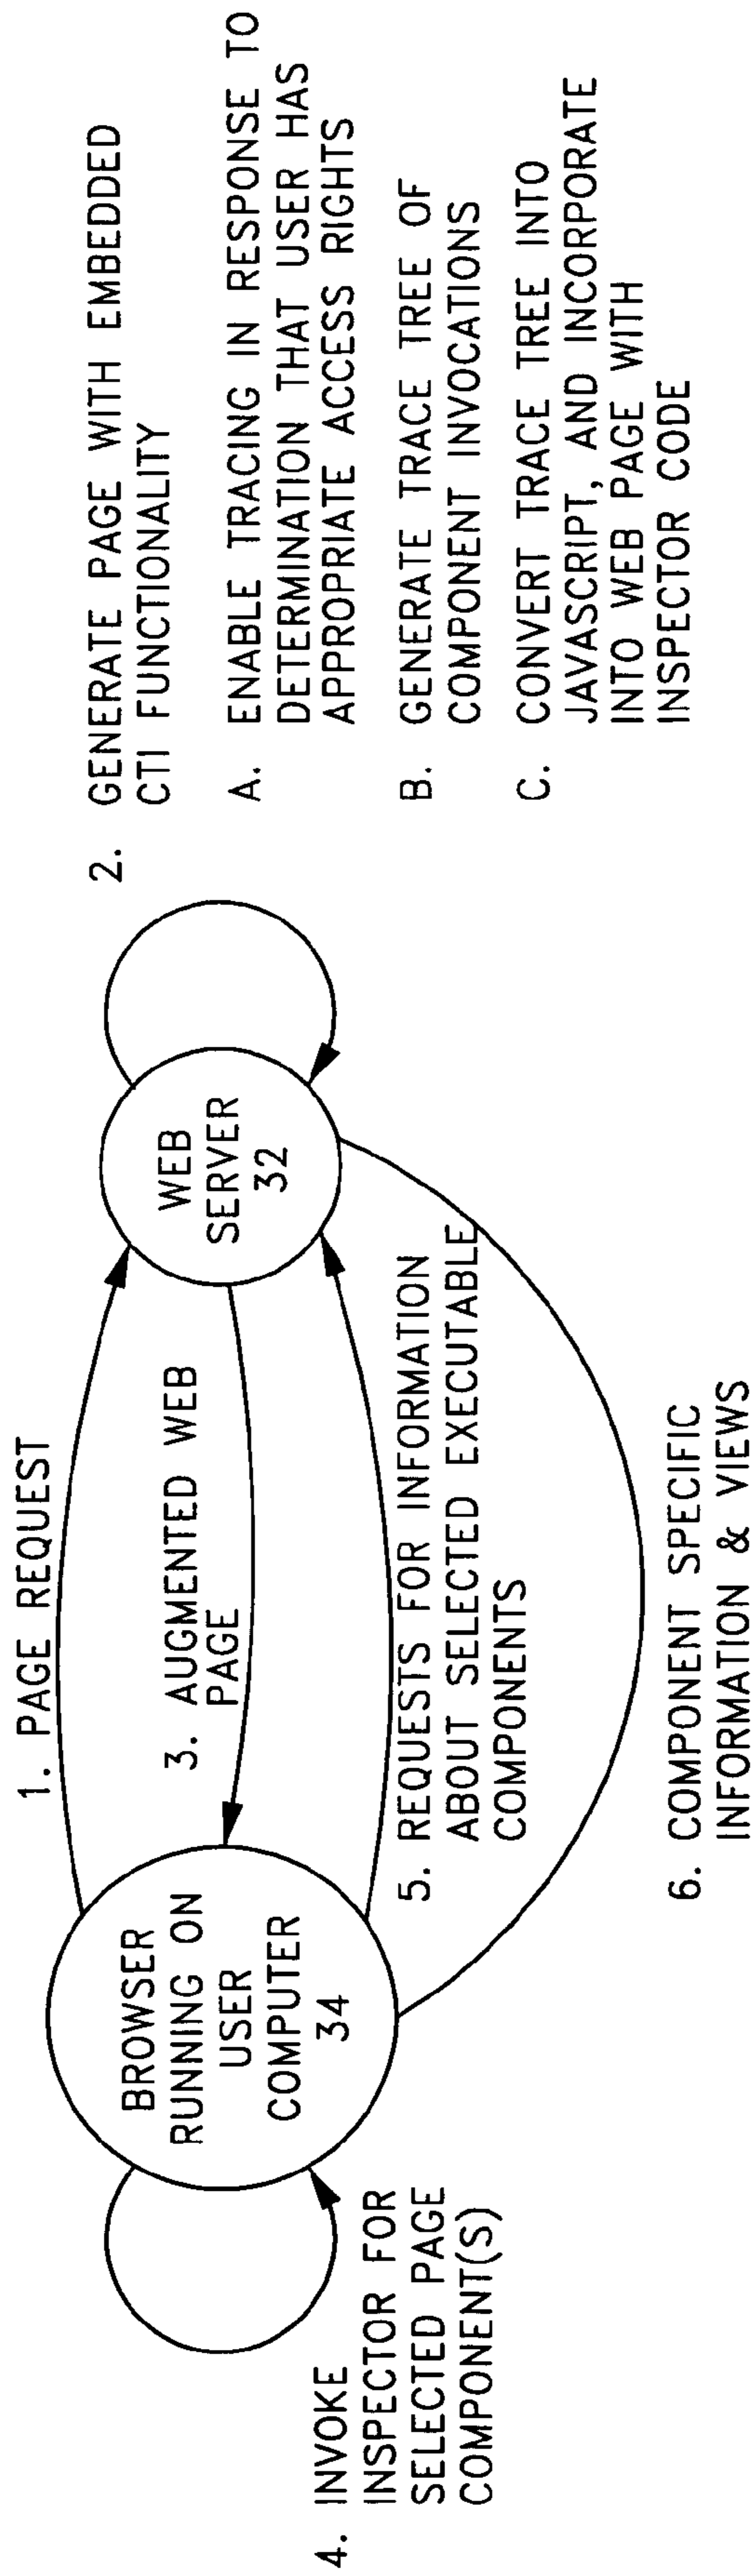 1. PAGE REQUEST
2. GENERATE PAGE WITH EMBEDDED
CTI FUNCTIONALITY
A. ENABLE TRACING IN RESPONSE TO
DETERMINATION THAT USER HAS
APPROPRIATE ACCESS RIGHTS
B. GENERATE TRACE TREE OF
COMPONENT INVOCATIONS
C. CONVERT TRACE TREE INTO
JAVASCRIPT, AND INCORPORATE
INTO WEB PAGE WITH
INSPECTOR CODE
BROWSER
RUNNING ON
USER
COMPUTER
34
WEB
SERVER
32
3. AUGMENTED WEB
PAGE
4. INVOKE
INSPECTOR FOR
SELECTED PAGE
COMPONENT(S)
5. REQUESTS FOR INFORMATION
ABOUT SELECTED EXECUTABLE
COMPONENTS
6. COMPONENT SPECIFIC
INFORMATION & VIEWS